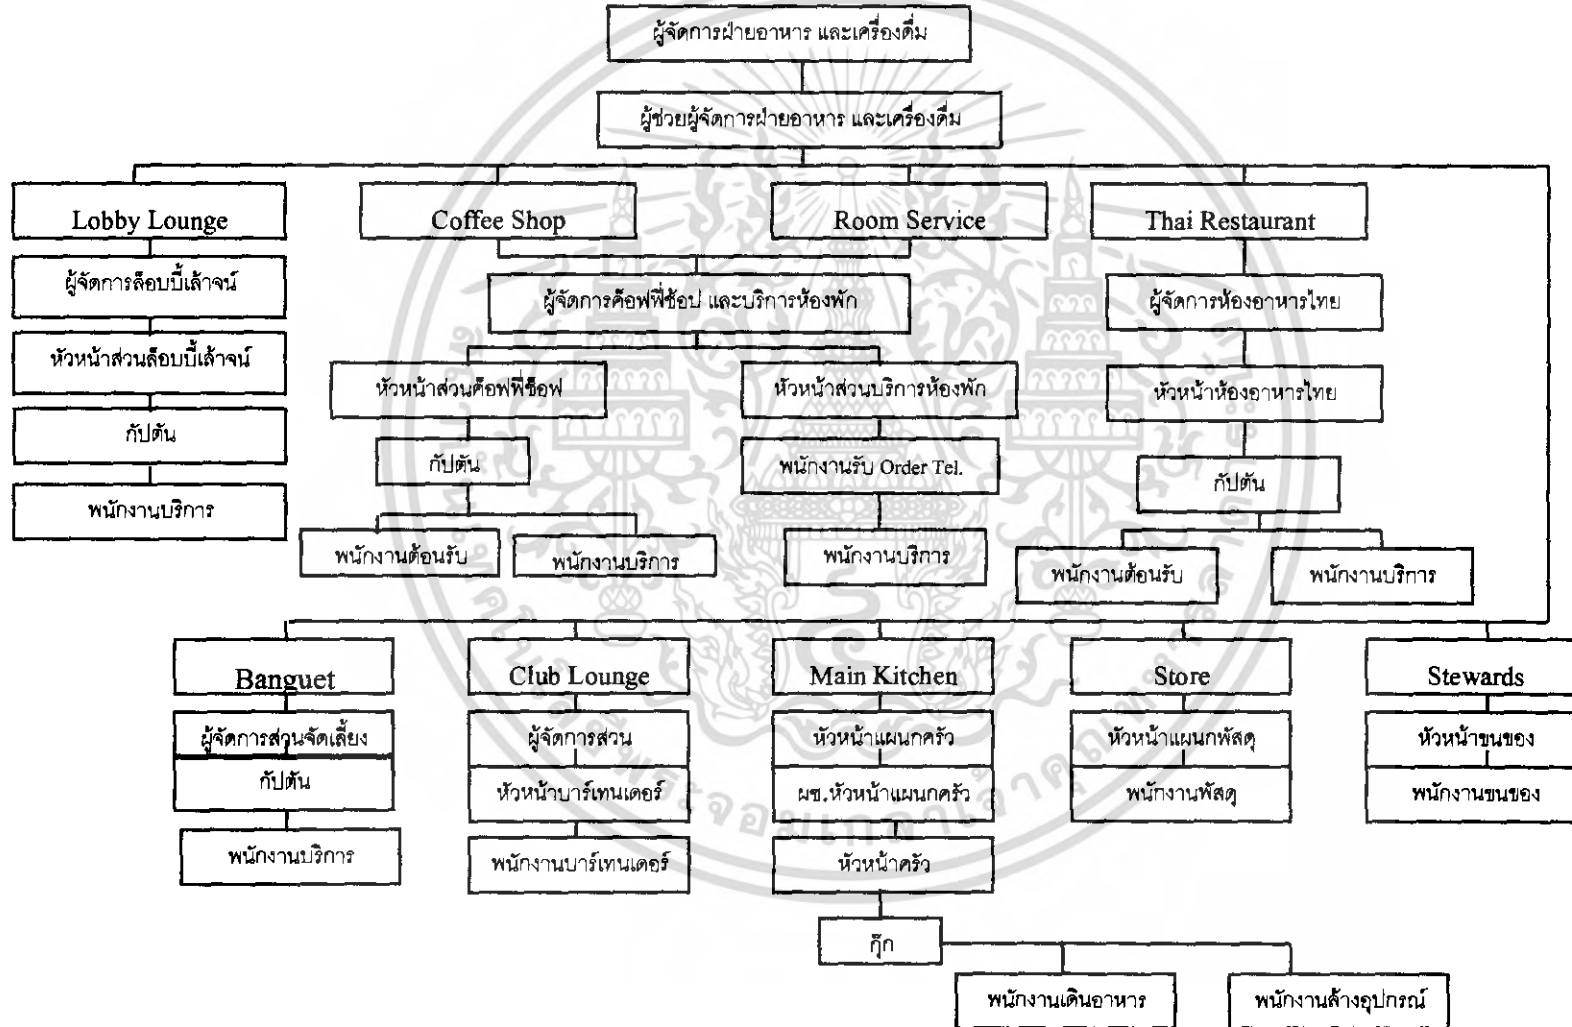 ผู้จัดการฝ่ายอาหาร และเครื่องดื่ม
ผู้ช่วยผู้จัดการฝ่ายอาหาร และเครื่องดื่ม
Lobby Lounge
Coffee Shop
Room Service
Thai Restaurant
ผู้จัดการล็อบบี้เล้าจน์
ผู้จัดการค็อฟฟี่ช้อป และบริการห้องพัก
ผู้จัดการห้องอาหารไทย
หัวหน้าส่วนล็อบบี้เล้าจน์
หัวหน้าส่วนค็อฟฟี่ช็อฟ
หัวหน้าส่วนบริการห้องพัก
หัวหน้าห้องอาหารไทย
กัปตัน
กัปตัน
พนักงานรับ Order Tel.
กัปตัน
พนักงานบริการ
พนักงานต้อนรับ
พนักงานบริการ
พนักงานบริการ
พนักงานต้อนรับ
พนักงานบริการ
Banguet
Club Lounge
Main Kitchen
Store
Stewards
ผู้จัดการส่วนจัดเลี้ยง
ผู้จัดการส่วน
หัวหน้าแผนกครัว
หัวหน้าแผนกพัสดุ
หัวหน้าขนของ
กัปตัน
หัวหน้าบาร์เทนเดอร์
ผช.หัวหน้าแผนกครัว
พนักงานพัสดุ
พนักงานขนของ
พนักงานบริการ
พนักงานบาร์เทนเดอร์
หัวหน้าครัว
กุ๊ก
พนักงานเดินอาหาร
พนักงานล้างอุปกรณ์